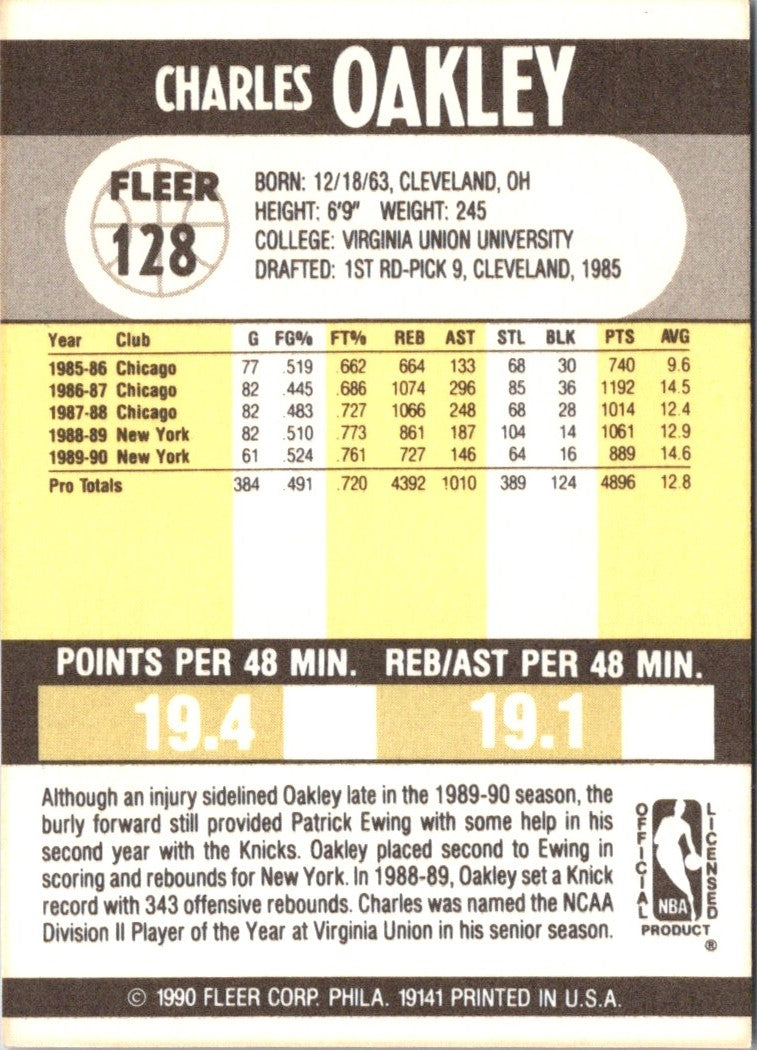 CHARLES OAKLEY
FLEER
128
BORN: 12/18/63, CLEVELAND, OH
HEIGHT: 6'9" WEIGHT: 245
COLLEGE: VIRGINIA UNION UNIVERSITY
DRAFTED: 1ST RD-PICK 9, CLEVELAND, 1985
Year Club G FG% FT% REB AST STL BLK PTS AVG
1985-86 Chicago 77 .519 .662 664 133 68 30 740 9.6
1986-87 Chicago 82 .445 .686 1074 296 85 36 1192 14.5
1987-88 Chicago 82 .483 .727 1066 248 68 28 1014 12.4
1988-89 New York 82 .510 .773 861 187 104 14 1061 12.9
1989-90 New York 61 .524 .761 727 146 64 16 889 14.6
Pro Totals 384 .491 .720 4392 1010 389 124 4896 12.8
POINTS PER 48 MIN. REB/AST PER 48 MIN.
19.4 19.1
Although an injury sidelined Oakley late in the 1989-90 season, the
burly forward still provided Patrick Ewing with some help in his
second year with the Knicks. Oakley placed second to Ewing in
scoring and rebounds for New York. In 1988-89, Oakley set a Knick
record with 343 offensive rebounds. Charles was named the NCAA
Division II Player of the Year at Virginia Union in his senior season.
OFFICIAL
NBA
LICENSED
PRODUCT
®
© 1990 FLEER CORP. PHILA. 19141 PRINTED IN U.S.A.